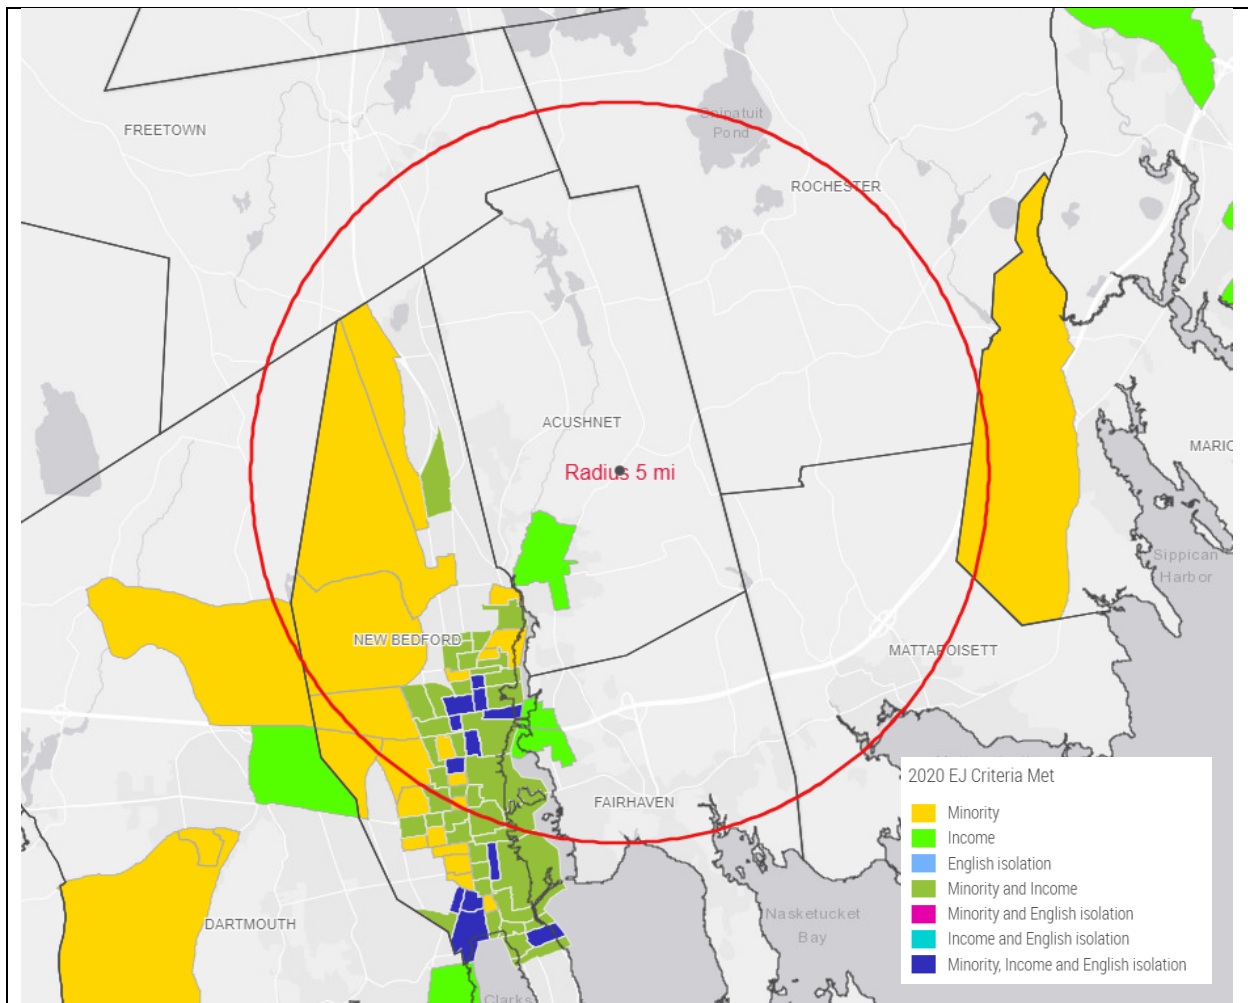 Snipatuit
Pond
FREETOWN
ROCHESTER
ACUSHNET
MARIO
Radius 5 mi
Sippican
Harbor
NEW BEDFORD
MATTAPOISETT
2020 EJ Criteria Met
FAIRHAVEN
Minority
Income
English isolation
Minority and Income
Nasketucket
Bay
Minority and English isolation
DARTMOUTH
Income and English isolation
Minority, Income and English isolation
Clarks